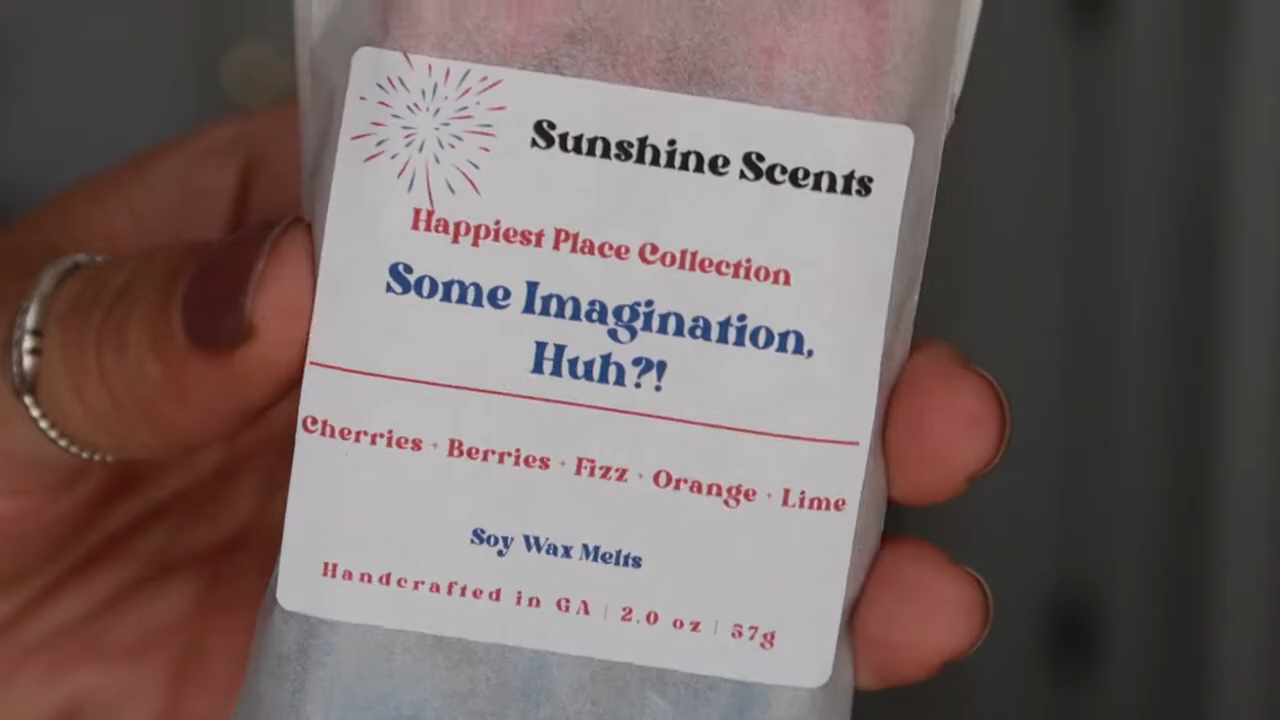 Sunshine Scents
Happiest Place Collection
Some Imagination,
Huh?!
Cherries + Berries + Fizz + Orange + Lime
Soy Wax Melts
Handcrafted in GA | 2.0 oz | 57g